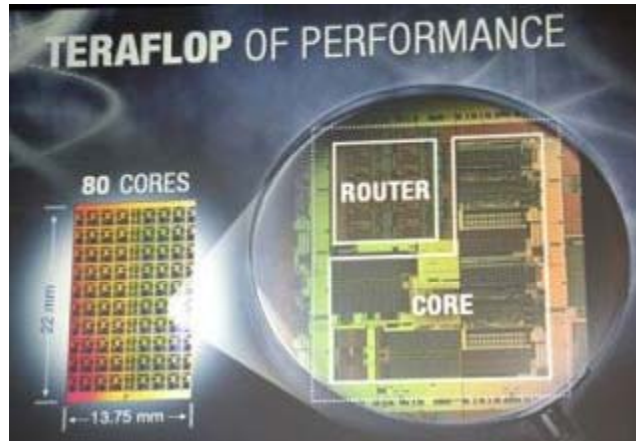 TERAFLOP OF PERFORMANCE
80 CORES
22 mm
13.75 mm
ROUTER
CORE